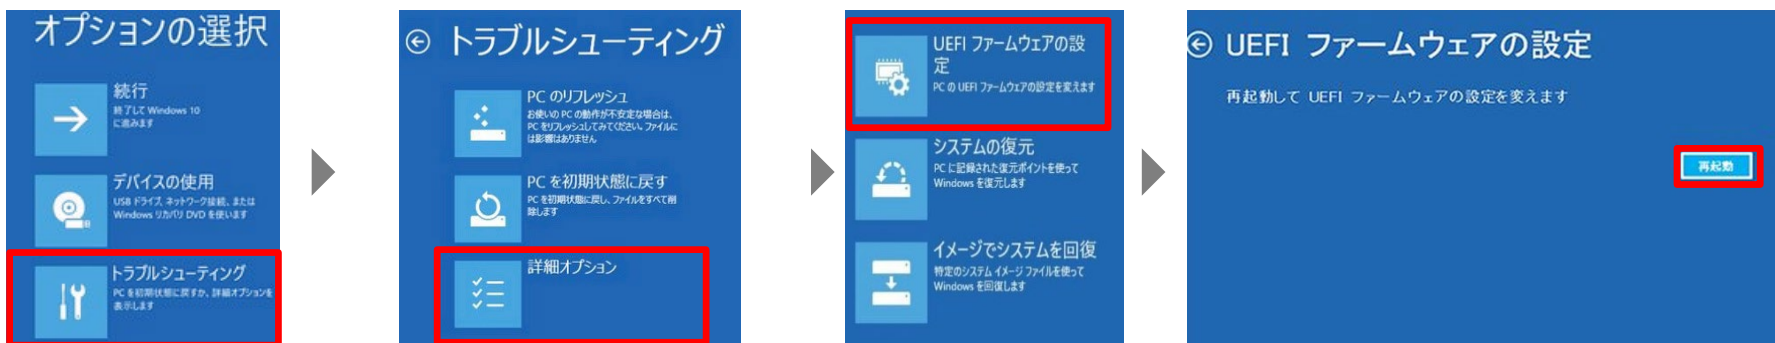 オプションの選択
続行
終了して Windows 10
に進みます
デバイスの使用
USB ドライブ、ネットワーク接続、または
Windows リカバリ DVD を使います
トラブルシューティング
PC を初期状態に戻すか、詳細オプションを
表示します
トラブルシューティング
PC のリフレッシュ
お使いの PC の動作が不安定な場合は、
PC をリフレッシュしてみてください。ファイルに
は影響はありません
PC を初期状態に戻す
PC を初期状態に戻し、ファイルをすべて削
除します
詳細オプション
UEFI ファームウェアの設
定
PC の UEFI ファームウェアの設定を変えます
システムの復元
PC に記録された復元ポイントを使って
Windows を復元します
イメージでシステムを回復
特定のシステム イメージ ファイルを使って
Windows を回復します
UEFI ファームウェアの設定
再起動して UEFI ファームウェアの設定を変えます
再起動